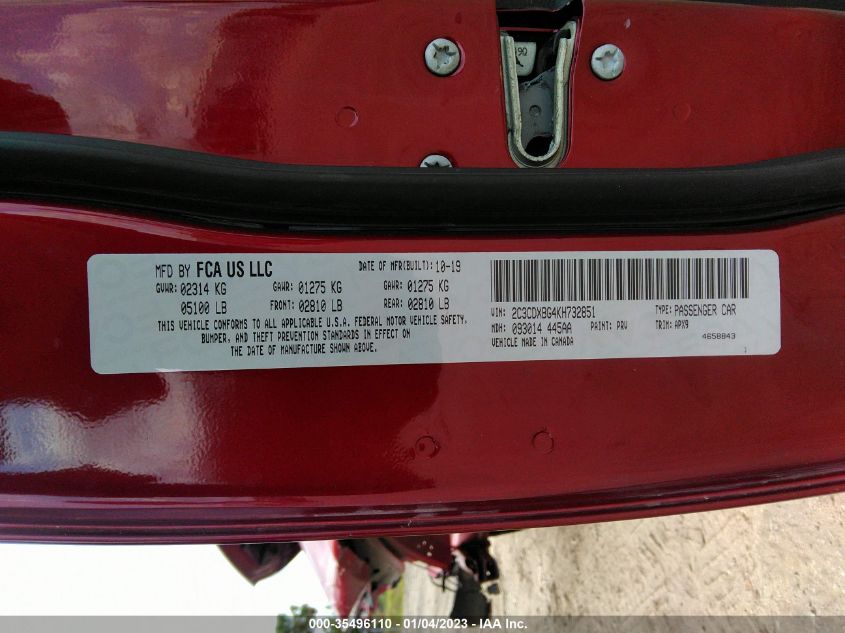 MFD BY FCA US LLC DATE OF MFR(BUILT): 10-19
GVWR: 02314 KG GAWR: 01275 KG GAWR: 01275 KG
05100 LB FRONT: 02810 LB REAR: 02810 LB
THIS VEHICLE CONFORMS TO ALL APPLICABLE U.S.A. FEDERAL MOTOR VEHICLE SAFETY,
BUMPER, AND THEFT PREVENTION STANDARDS IN EFFECT ON
THE DATE OF MANUFACTURE SHOWN ABOVE.
VIN: 2C3CDXBG4KH732851 TYPE: PASSENGER CAR
MDH: 093014 445AA PAINT: PRV TRIM: APX9
VEHICLE MADE IN CANADA 4658843
000-35496110 - 01/04/2023 - IAA Inc.